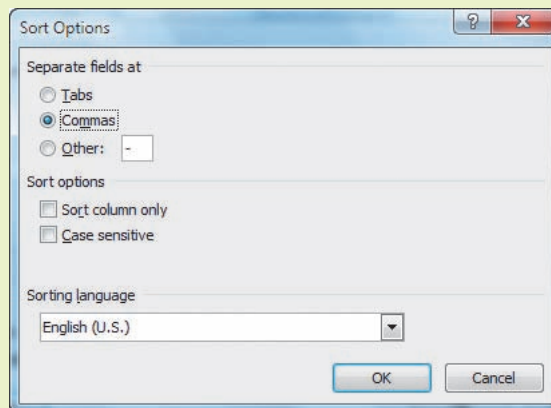 Sort Options
Separate fields at
Tabs
Commas
Other: -
Sort options
Sort column only
Case sensitive
Sorting language
English (U.S.)
OK Cancel